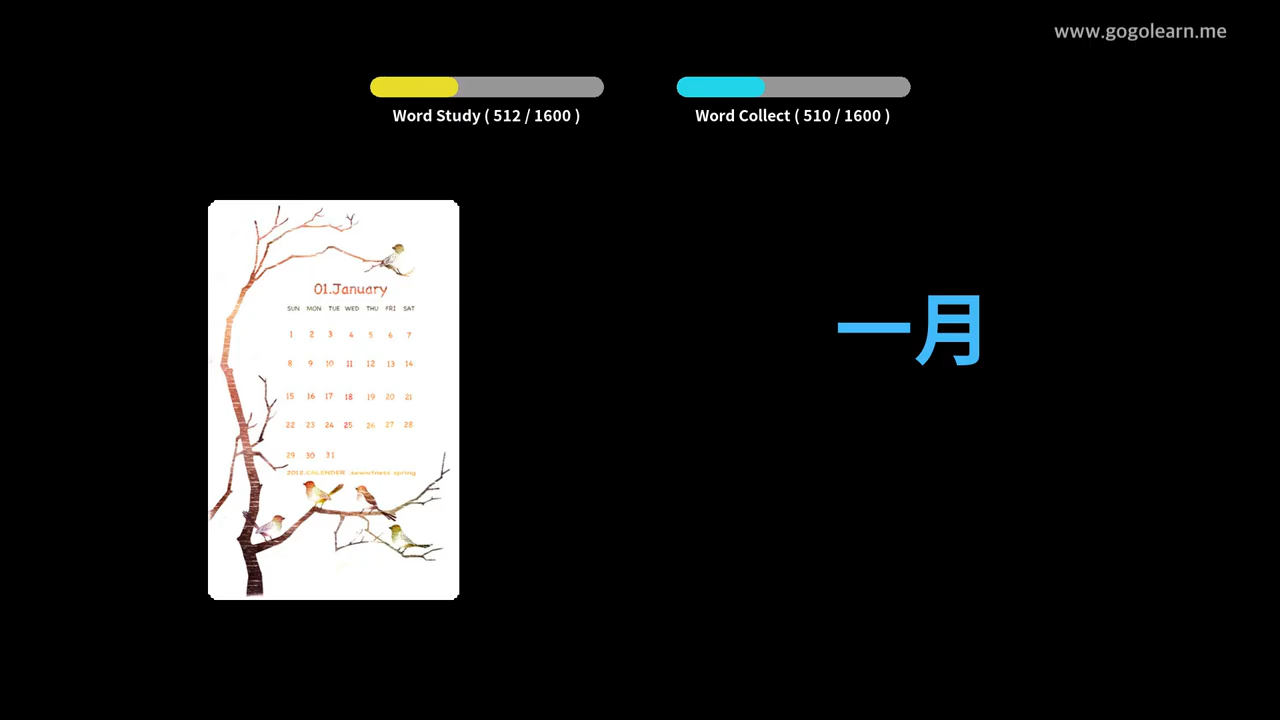 www.gogolearn.me
Word Study ( 512 / 1600 )
Word Collect ( 510 / 1600 )
01.January
SUN MON TUE WED THU FRI SAT
1 2 3 4 5 6 7
8 9 10 11 12 13 14
15 16 17 18 19 20 21
22 23 24 25 26 27 28
29 30 31
CALENDER spring
一月